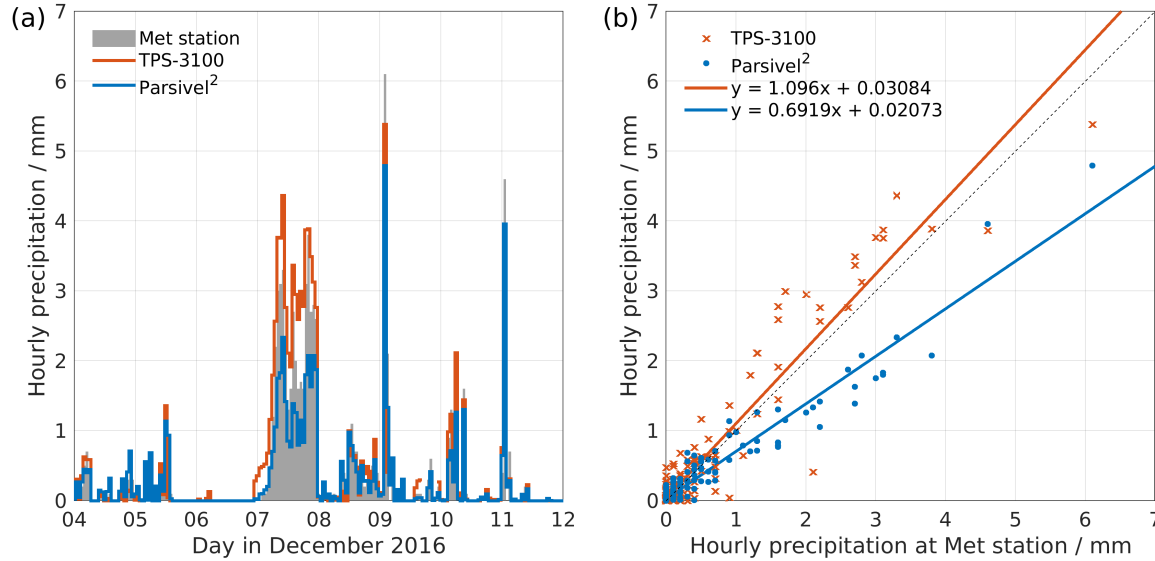 (a)
Hourly precipitation / mm
7
6
5
4
3
2
1
0
Met station
TPS-3100
Parsivel²
04 05 06 07 08 09 10 11 12
Day in December 2016
(b)
Hourly precipitation / mm
7
6
5
4
3
2
1
0
TPS-3100
Parsivel²
y = 1.096x + 0.03084
y = 0.6919x + 0.02073
0 1 2 3 4 5 6 7
Hourly precipitation at Met station / mm